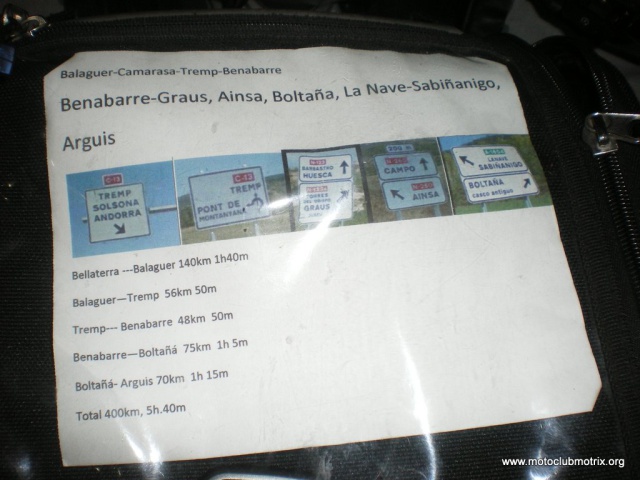 Balaguer-Camarasa-Tremp-Benabarre
Benabarre-Graus, Ainsa, Boltaña, La Nave-Sabiñanigo,
Arguis
C-13
TREMP
SOLSONA
ANDORRA
C-13
TREMP
PONT DE
MONTANYANA
BARBASTRO
HUESCA
GRAUS
CAMPO
AINSA
SABIÑANIGO
BOLTAÑA
casco antiguo
Bellaterra ---Balaguer 140km 1h40m
Balaguer—Tremp 56km 50m
Tremp--- Benabarre 48km 50m
Benabarre—Boltañá 75km 1h 5m
Boltañá- Arguis 70km 1h 15m
Total 400km, 5h.40m
www.motoclubmotrix.org